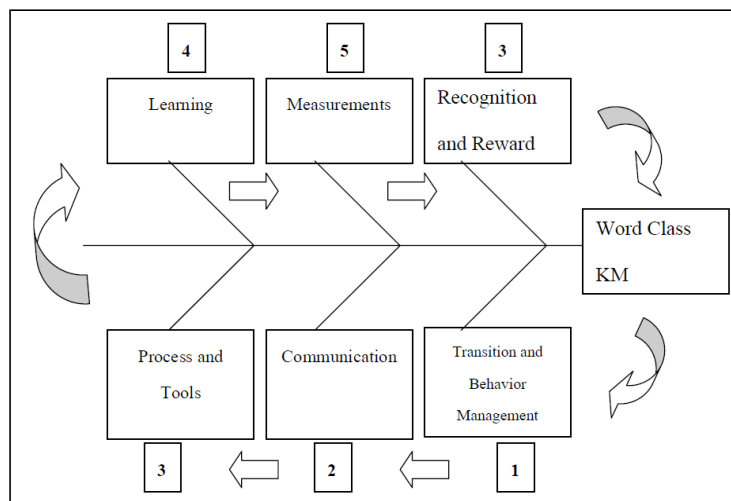 4
5
3
Learning
Measurements
Recognition
and Reward
Word Class
KM
Process and
Tools
Communication
Transition and
Behavior
Management
3
2
1